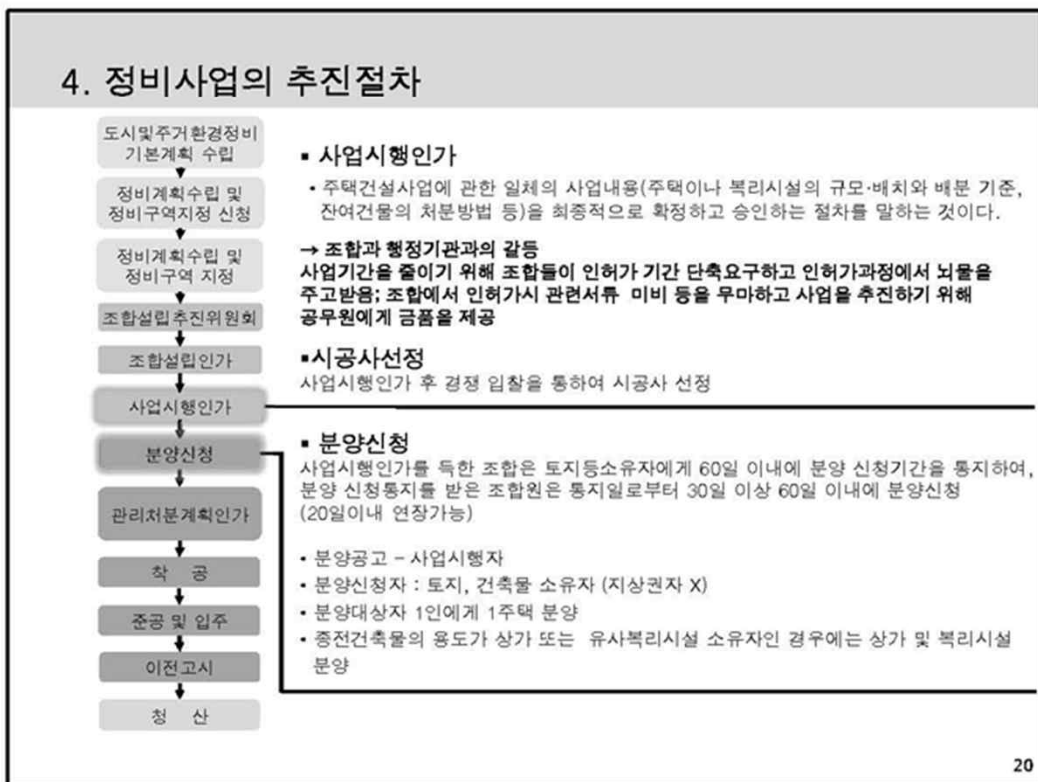 4. 정비사업의 추진절차
도시및주거환경정비
기본계획 수립
정비계획수립 및
정비구역지정 신청
정비계획수립 및
정비구역 지정
조합설립추진위원회
조합설립인가
사업시행인가
분양신청
관리처분계획인가
착 공
준공 및 입주
이전고시
청 산
▪ 사업시행인가
• 주택건설사업에 관한 일체의 사업내용(주택이나 복리시설의 규모·배치와 배분 기준,
잔여건물의 처분방법 등)을 최종적으로 확정하고 승인하는 절차를 말하는 것이다.
→ 조합과 행정기관과의 갈등
사업기간을 줄이기 위해 조합들이 인허가 기간 단축요구하고 인허가과정에서 뇌물을
주고받음; 조합에서 인허가시 관련서류 미비 등을 무마하고 사업을 추진하기 위해
공무원에게 금품을 제공
▪시공사선정
사업시행인가 후 경쟁 입찰을 통하여 시공사 선정
▪ 분양신청
사업시행인가를 득한 조합은 토지등소유자에게 60일 이내에 분양 신청기간을 통지하여,
분양 신청통지를 받은 조합원은 통지일로부터 30일 이상 60일 이내에 분양신청
(20일이내 연장가능)
• 분양공고 – 사업시행자
• 분양신청자 : 토지, 건축물 소유자 (지상권자 X)
• 분양대상자 1인에게 1주택 분양
• 종전건축물의 용도가 상가 또는 유사복리시설 소유자인 경우에는 상가 및 복리시설
분양
20